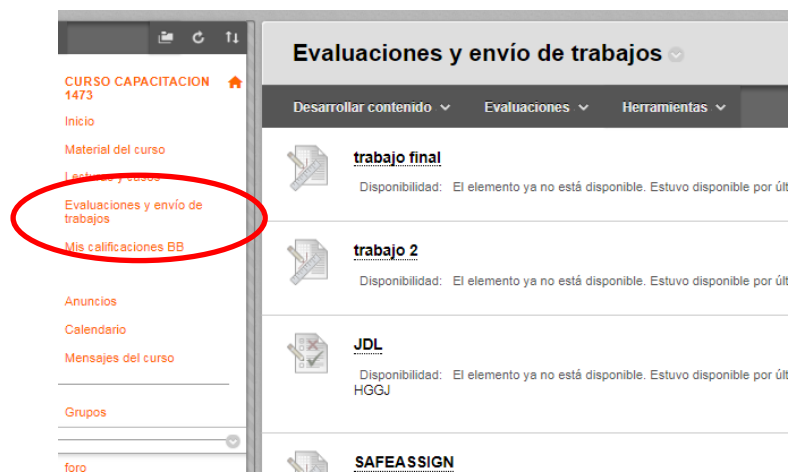 CURSO CAPACITACION
1473
Inicio
Material del curso
Lecturas y casos
Evaluaciones y envío de
trabajos
Mis calificaciones BB
Anuncios
Calendario
Mensajes del curso
Grupos
foro
Evaluaciones y envío de trabajos
Desarrollar contenido Evaluaciones Herramientas
trabajo final
Disponibilidad: El elemento ya no está disponible. Estuvo disponible por últ
trabajo 2
Disponibilidad: El elemento ya no está disponible. Estuvo disponible por últ
JDL
Disponibilidad: El elemento ya no está disponible. Estuvo disponible por últ
HGGJ
SAFEASSIGN